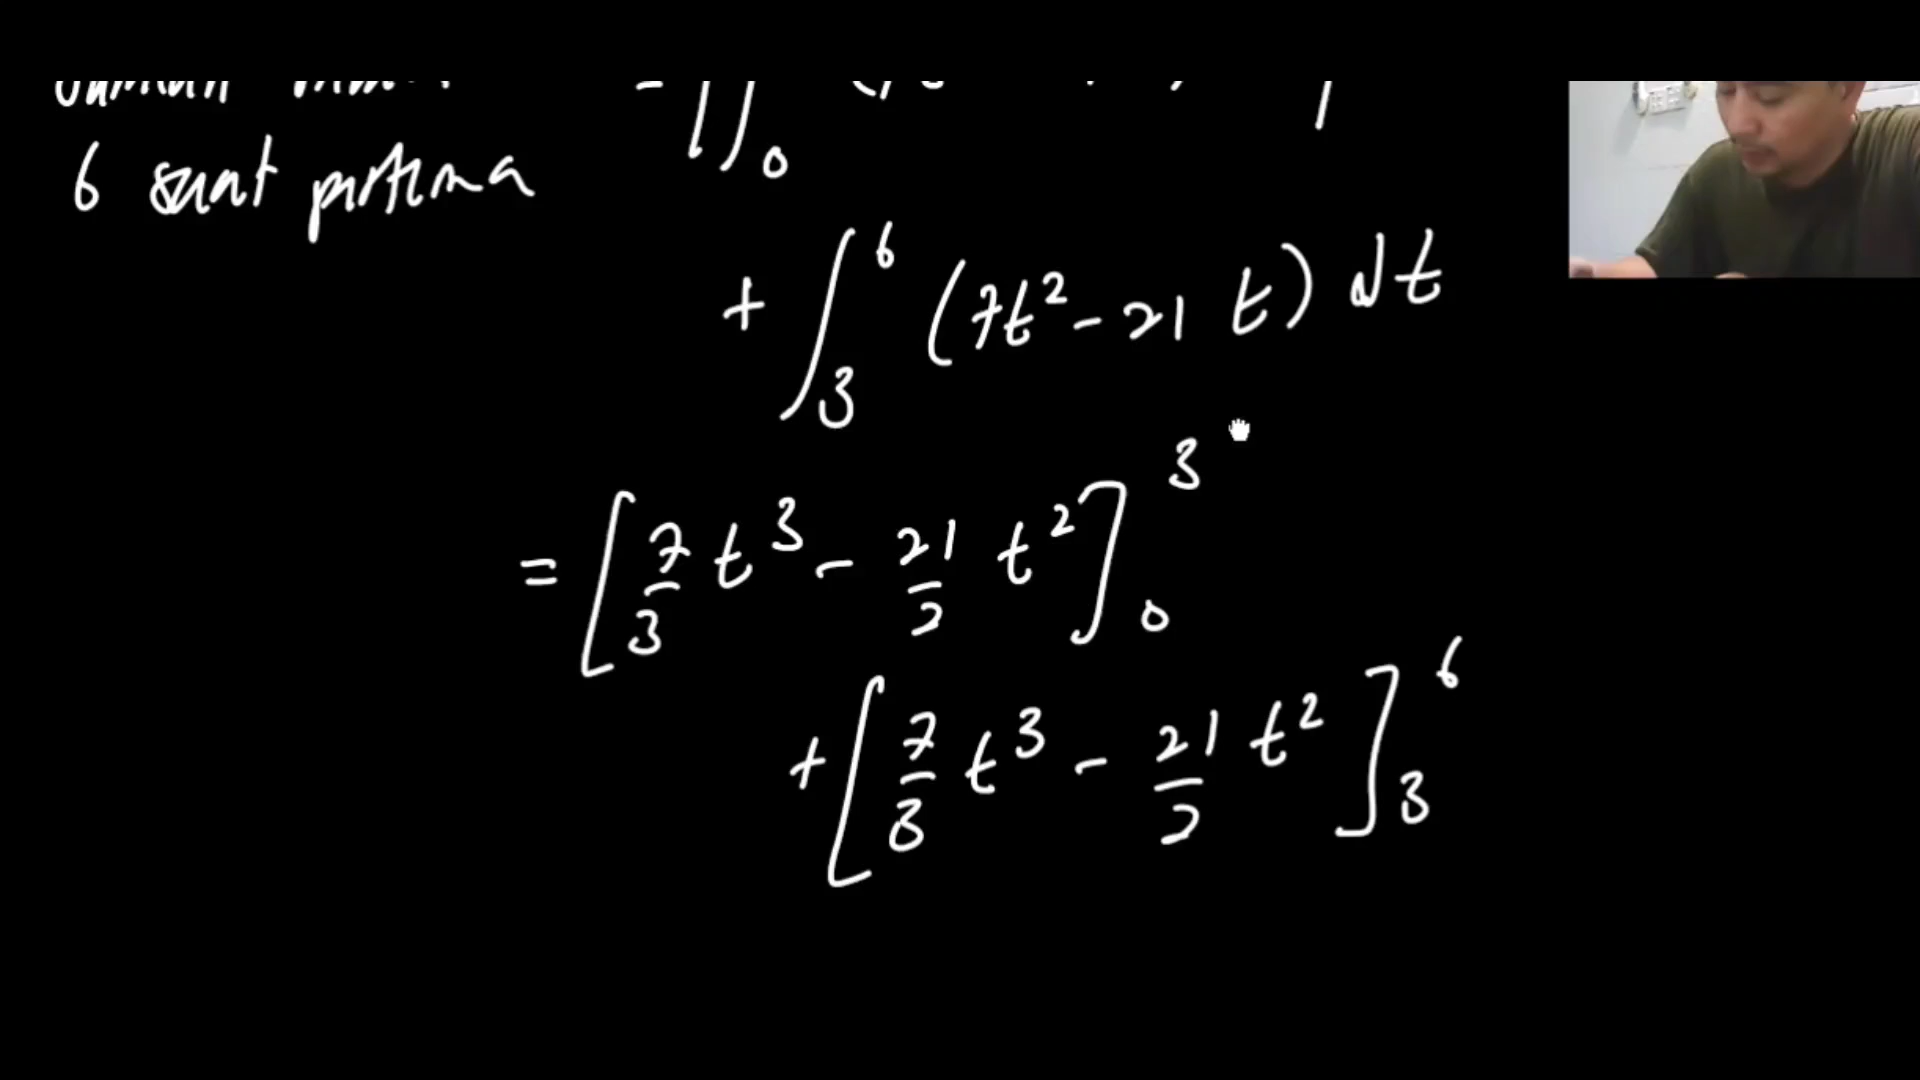 6 saat pertama
0
+ ∫₃⁶ (7t² - 21 t) dt
= [7/3 t³ - 21/2 t²]₀³
+ [7/3 t³ - 21/2 t²]₃⁶